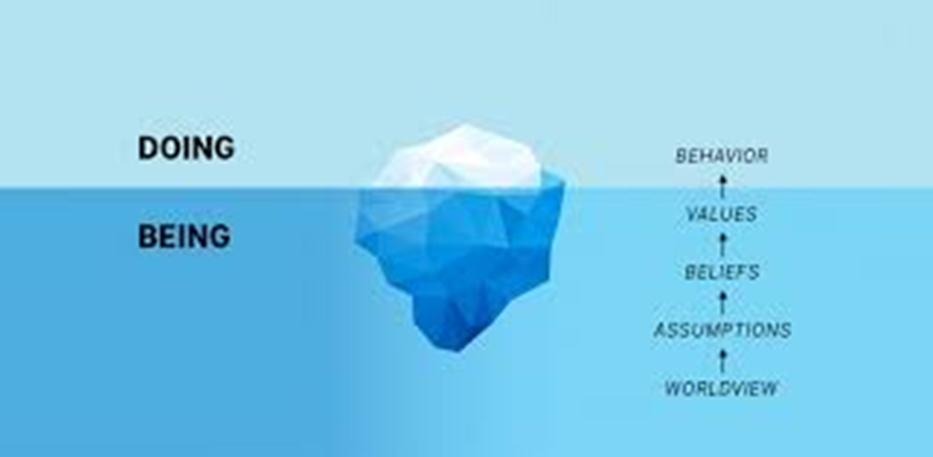 DOING
BEING
BEHAVIOR
VALUES
BELIEFS
ASSUMPTIONS
WORLDVIEW